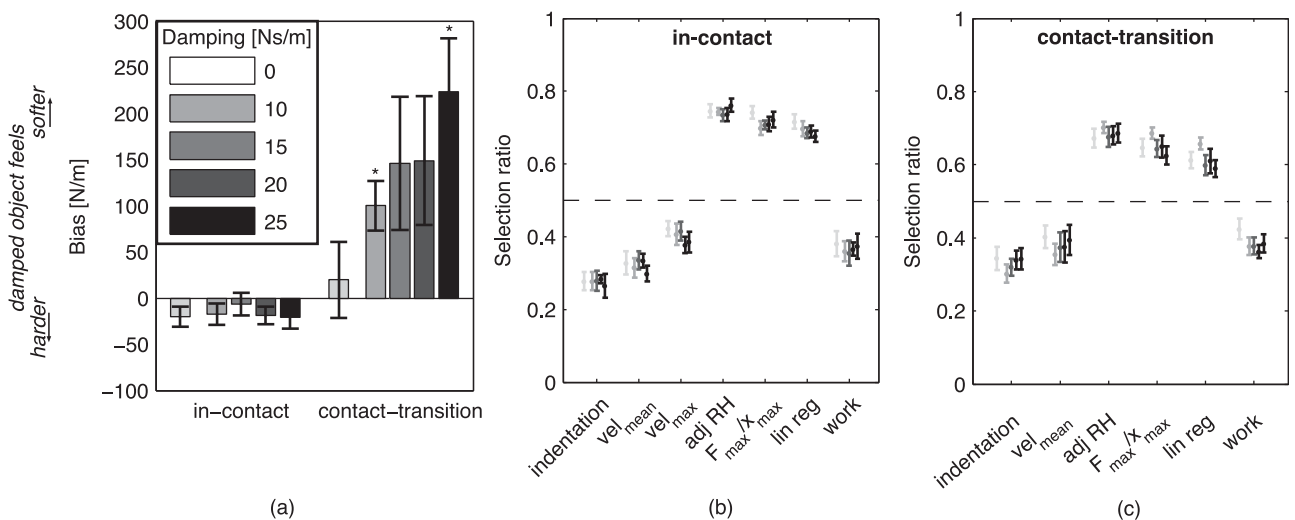 damped object feels
harder
softer
Bias [N/m]
300
250
200
150
100
50
0
−50
−100
Damping [Ns/m]
0
10
15
20
25
*
*
in−contact
contact−transition
(a)
Selection ratio
1
0.8
0.6
0.4
0.2
0
in-contact
indentation
vel mean
vel max
adj RH
F max/x max
lin reg
work
(b)
Selection ratio
1
0.8
0.6
0.4
0.2
0
contact-transition
indentation
vel mean
adj RH
F max/x max
lin reg
work
(c)